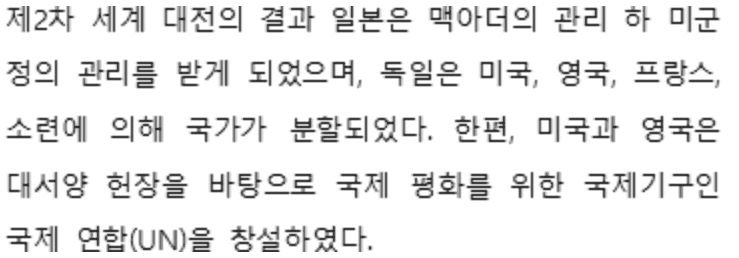 제2차 세계 대전의 결과 일본은 맥아더의 관리 하 미군
정의 관리를 받게 되었으며, 독일은 미국, 영국, 프랑스,
소련에 의해 국가가 분할되었다. 한편, 미국과 영국은
대서양 헌장을 바탕으로 국제 평화를 위한 국제기구인
국제 연합(UN)을 창설하였다.